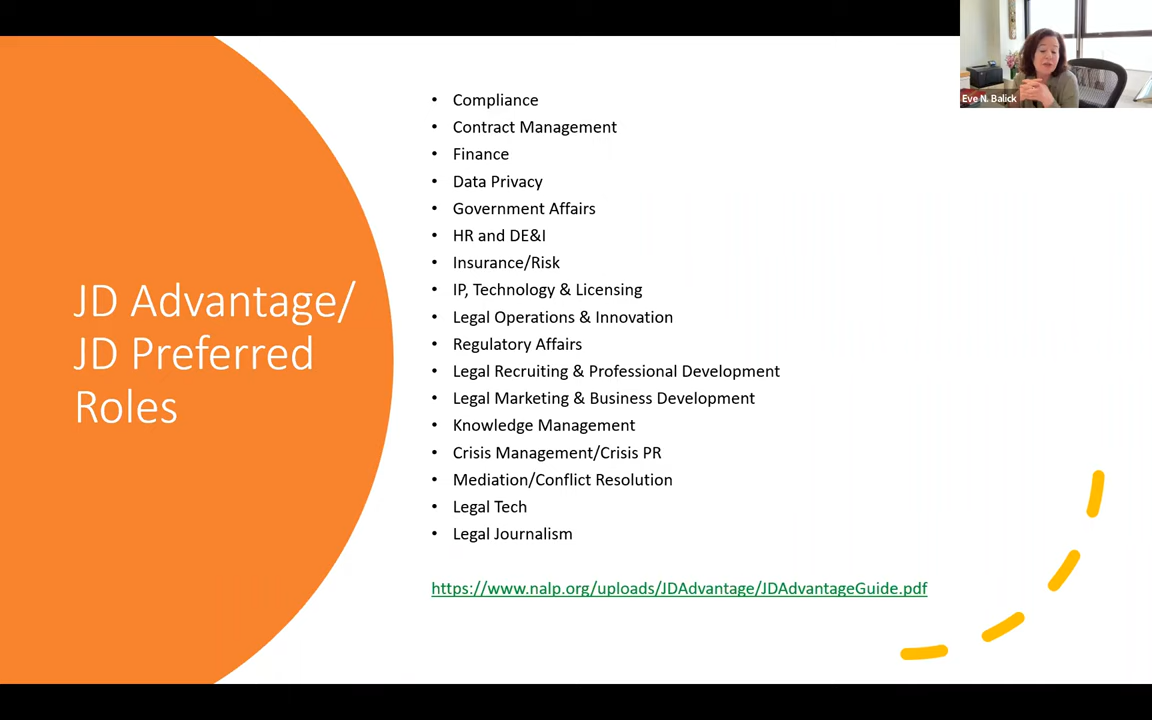 Eve N. Balick
JD Advantage/
JD Preferred
Roles
• Compliance
• Contract Management
• Finance
• Data Privacy
• Government Affairs
• HR and DE&I
• Insurance/Risk
• IP, Technology & Licensing
• Legal Operations & Innovation
• Regulatory Affairs
• Legal Recruiting & Professional Development
• Legal Marketing & Business Development
• Knowledge Management
• Crisis Management/Crisis PR
• Mediation/Conflict Resolution
• Legal Tech
• Legal Journalism
https://www.nalp.org/uploads/JDAdvantage/JDAdvantageGuide.pdf